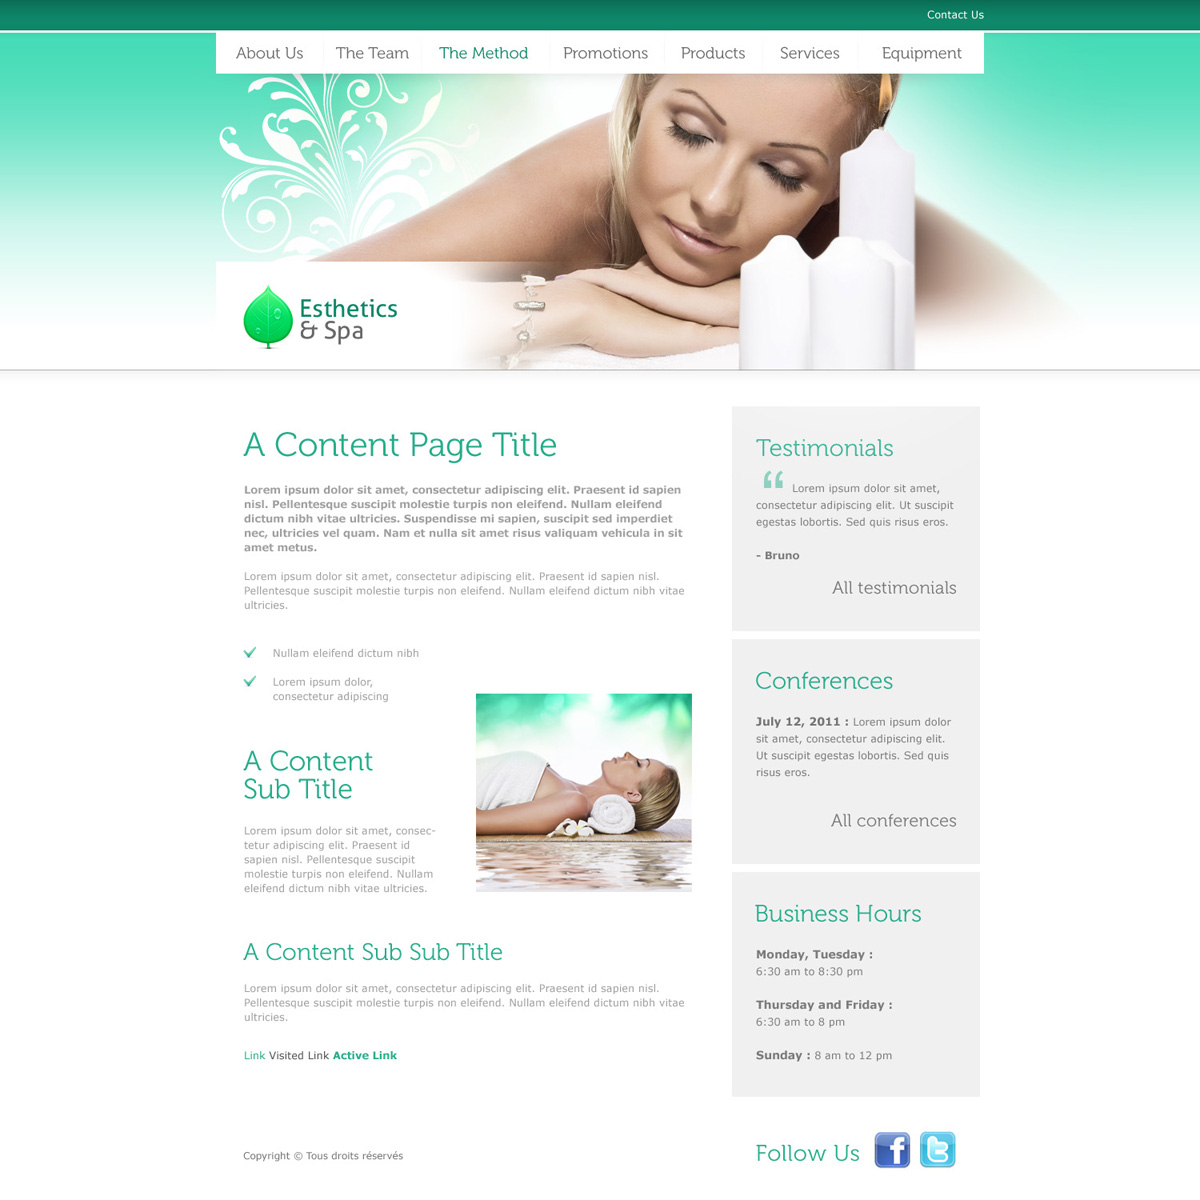 Contact Us
About Us
The Team
The Method
Promotions
Products
Services
Equipment
Esthetics
& Spa
A Content Page Title
Lorem ipsum dolor sit amet, consectetur adipiscing elit. Praesent id sapien
nisl. Pellentesque suscipit molestie turpis non eleifend. Nullam eleifend
dictum nibh vitae ultricies. Suspendisse mi sapien, suscipit sed imperdiet
nec, ultricies vel quam. Nam et nulla sit amet risus valiquam vehicula in sit
amet metus.
Lorem ipsum dolor sit amet, consectetur adipiscing elit. Praesent id sapien nisl.
Pellentesque suscipit molestie turpis non eleifend. Nullam eleifend dictum nibh vitae
ultricies.
Nullam eleifend dictum nibh
Lorem ipsum dolor,
consectetur adipiscing
A Content
Sub Title
Lorem ipsum dolor sit amet, consec-
tetur adipiscing elit. Praesent id
sapien nisl. Pellentesque suscipit
molestie turpis non eleifend. Nullam
eleifend dictum nibh vitae ultricies.
A Content Sub Sub Title
Lorem ipsum dolor sit amet, consectetur adipiscing elit. Praesent id sapien nisl.
Pellentesque suscipit molestie turpis non eleifend. Nullam eleifend dictum nibh vitae
ultricies.
Link Visited Link Active Link
Testimonials
“ Lorem ipsum dolor sit amet,
consectetur adipiscing elit. Ut suscipit
egestas lobortis. Sed quis risus eros.
- Bruno
All testimonials
Conferences
July 12, 2011 : Lorem ipsum dolor
sit amet, consectetur adipiscing elit.
Ut suscipit egestas lobortis. Sed quis
risus eros.
All conferences
Business Hours
Monday, Tuesday :
6:30 am to 8:30 pm
Thursday and Friday :
6:30 am to 8 pm
Sunday : 8 am to 12 pm
Copyright © Tous droits réservés
Follow Us
f
t